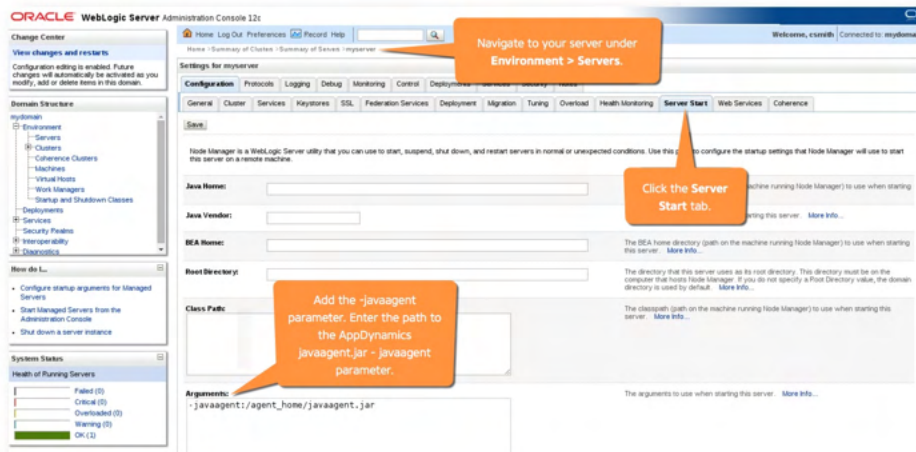 ORACLE WebLogic Server Administration Console 12c
Change Center
View changes and restarts
Configuration editing is enabled. Future
changes will automatically be activated as you
modify, add or delete items in this domain.
Domain Structure
mydomain
Environment
Servers
Clusters
Coherence Clusters
Machines
Virtual Hosts
Work Managers
Startup and Shutdown Classes
Deployments
Services
Security Realms
Interoperability
Diagnostics
How do I...
Configure startup arguments for Managed
Servers
Start Managed Servers from the
Administration Console
Shut down a server instance
System Status
Health of Running Servers
Failed (0)
Critical (0)
Overloaded (0)
Warning (0)
OK (1)
Home Log Out Preferences Record Help
Welcome, csmith Connected to: mydoma
Home >Summary of Clusters >Summary of Servers >myserver
Navigate to your server under
Environment > Servers.
Settings for myserver
Configuration Protocols Logging Debug Monitoring Control Deployments
General Cluster Services Keystores SSL Federation Services Deployment Migration Tuning Overload Health Monitoring Server Start Web Services Coherence
Save
Node Manager is a WebLogic Server utility that you can use to start, suspend, shut down, and restart servers in normal or unexpected conditions. Use this to configure the startup settings that Node Manager will use to start
this server on a remote machine.
Click the Server
Start tab.
Java Home:
machine running Node Manager) to use when starting
Java Vendor:
starting this server. More Info...
BEA Home:
The BEA home directory (path on the machine running Node Manager) to use when starting
this server. More Info...
Root Directory:
The directory that this server uses as its root directory. This directory must be on the
computer that hosts Node Manager. If you do not specify a Root Directory value, the domain
directory is used by default. More Info...
Class Path:
The classpath (path on the machine running Node Manager) to use when starting this
server. More Info...
Add the -javaagent
parameter. Enter the path to
the AppDynamics
javaagent.jar - javaagent
parameter.
Arguments:
The arguments to use when starting this server. More Info...
-javaagent:/agent_home/javaagent.jar